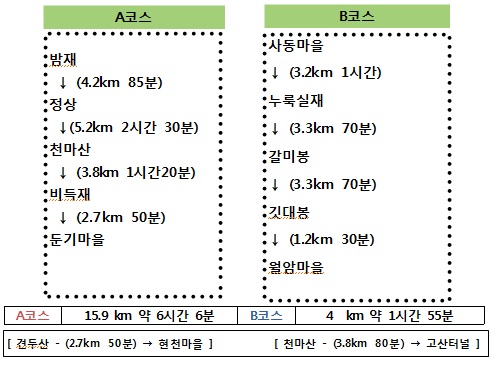 A코스
밤재
↓ (4.2km 85분)
정상
↓(5.2km 2시간 30분)
천마산
↓ (3.8km 1시간20분)
비득재
↓ (2.7km 50분)
둔기마을
B코스
사동마을
↓ (3.2km 1시간)
누룩실재
↓ (3.3km 70분)
갈미봉
↓ (3.3km 70분)
깃대봉
↓ (1.2km 30분)
월암마을
A코스 15.9 km 약 6시간 6분 B코스 4 km 약 1시간 55분
[ 견두산 - (2.7km 50분) → 현천마을 ] [ 천마산 - (3.8km 80분) → 고산터널 ]